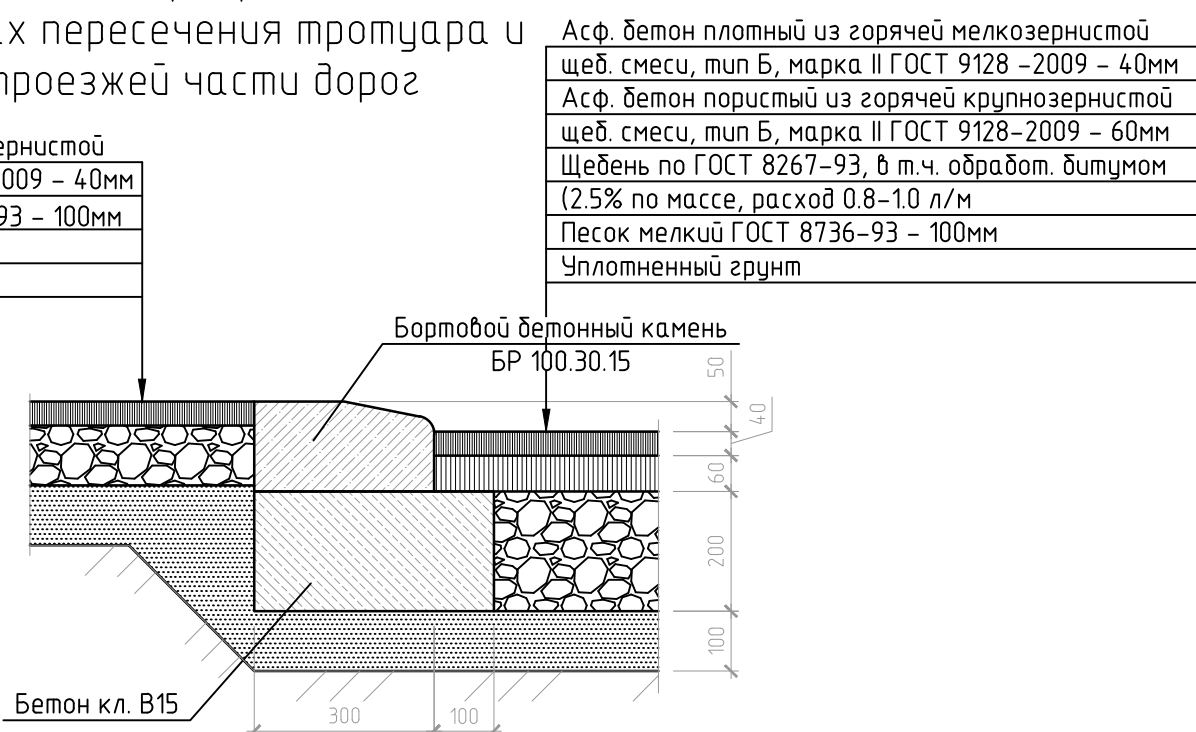 пересечения тротуара и
проезжей части дорог
009 – 40мм
93 – 100мм
Асф. бетон плотный из горячей мелкозернистой
щеб. смеси, тип Б, марка II ГОСТ 9128 –2009 – 40мм
Асф. бетон пористый из горячей крупнозернистой
щеб. смеси, тип Б, марка II ГОСТ 9128–2009 – 60мм
Щебень по ГОСТ 8267–93, в т.ч. обработ. битумом
(2.5% по массе, расход 0.8–1.0 л/м
Песок мелкий ГОСТ 8736–93 – 100мм
Уплотненный грунт
Бортовой бетонный камень
БР 100.30.15
50
40
60
200
100
Бетон кл. В15
300
100